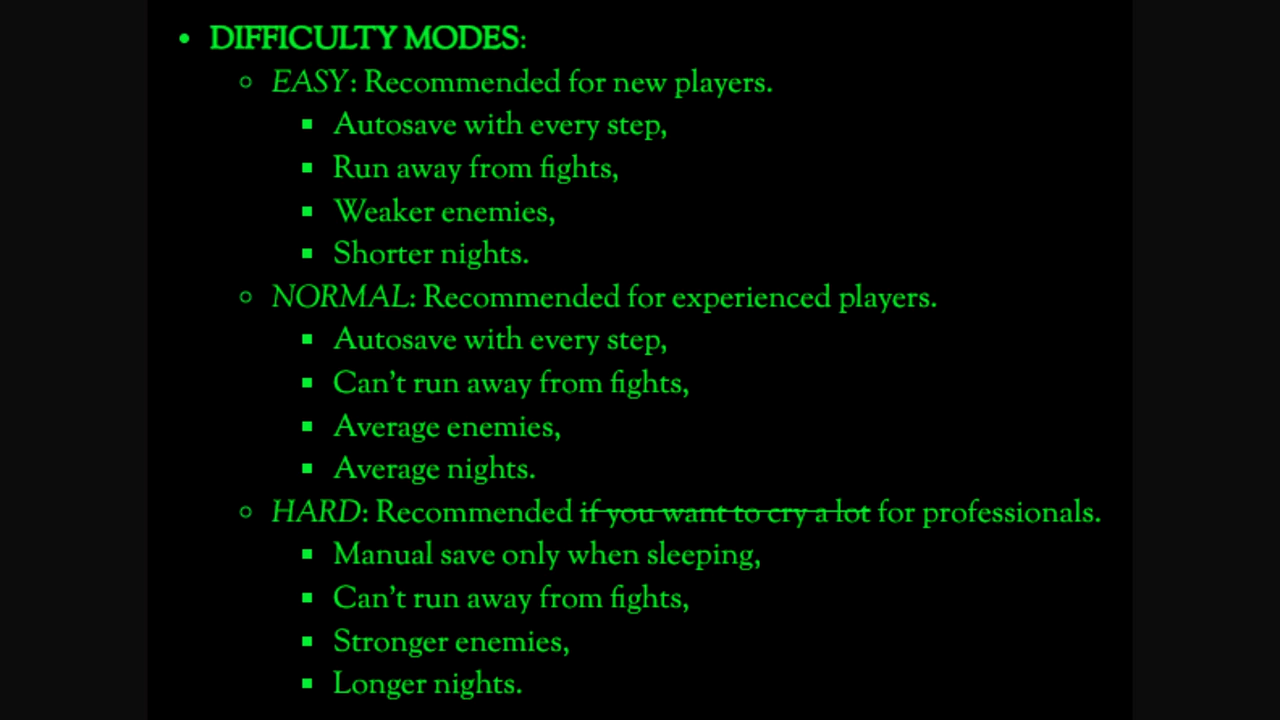 • DIFFICULTY MODES:
○ EASY: Recommended for new players.
▪ Autosave with every step,
▪ Run away from fights,
▪ Weaker enemies,
▪ Shorter nights.
○ NORMAL: Recommended for experienced players.
▪ Autosave with every step,
▪ Can't run away from fights,
▪ Average enemies,
▪ Average nights.
○ HARD: Recommended if you want to cry a lot for professionals.
▪ Manual save only when sleeping,
▪ Can't run away from fights,
▪ Stronger enemies,
▪ Longer nights.